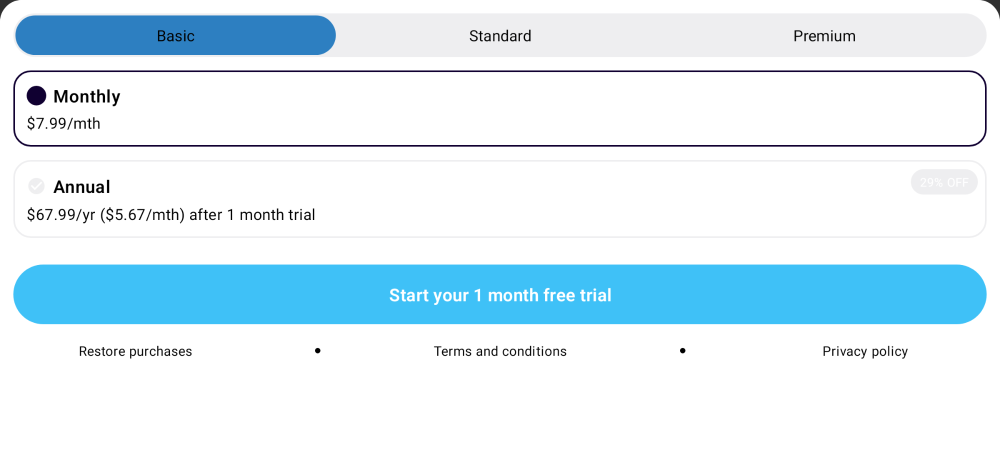 Basic
Standard
Premium
Monthly
$7.99/mth
Annual
29% OFF
$67.99/yr ($5.67/mth) after 1 month trial
Start your 1 month free trial
Restore purchases
Terms and conditions
Privacy policy